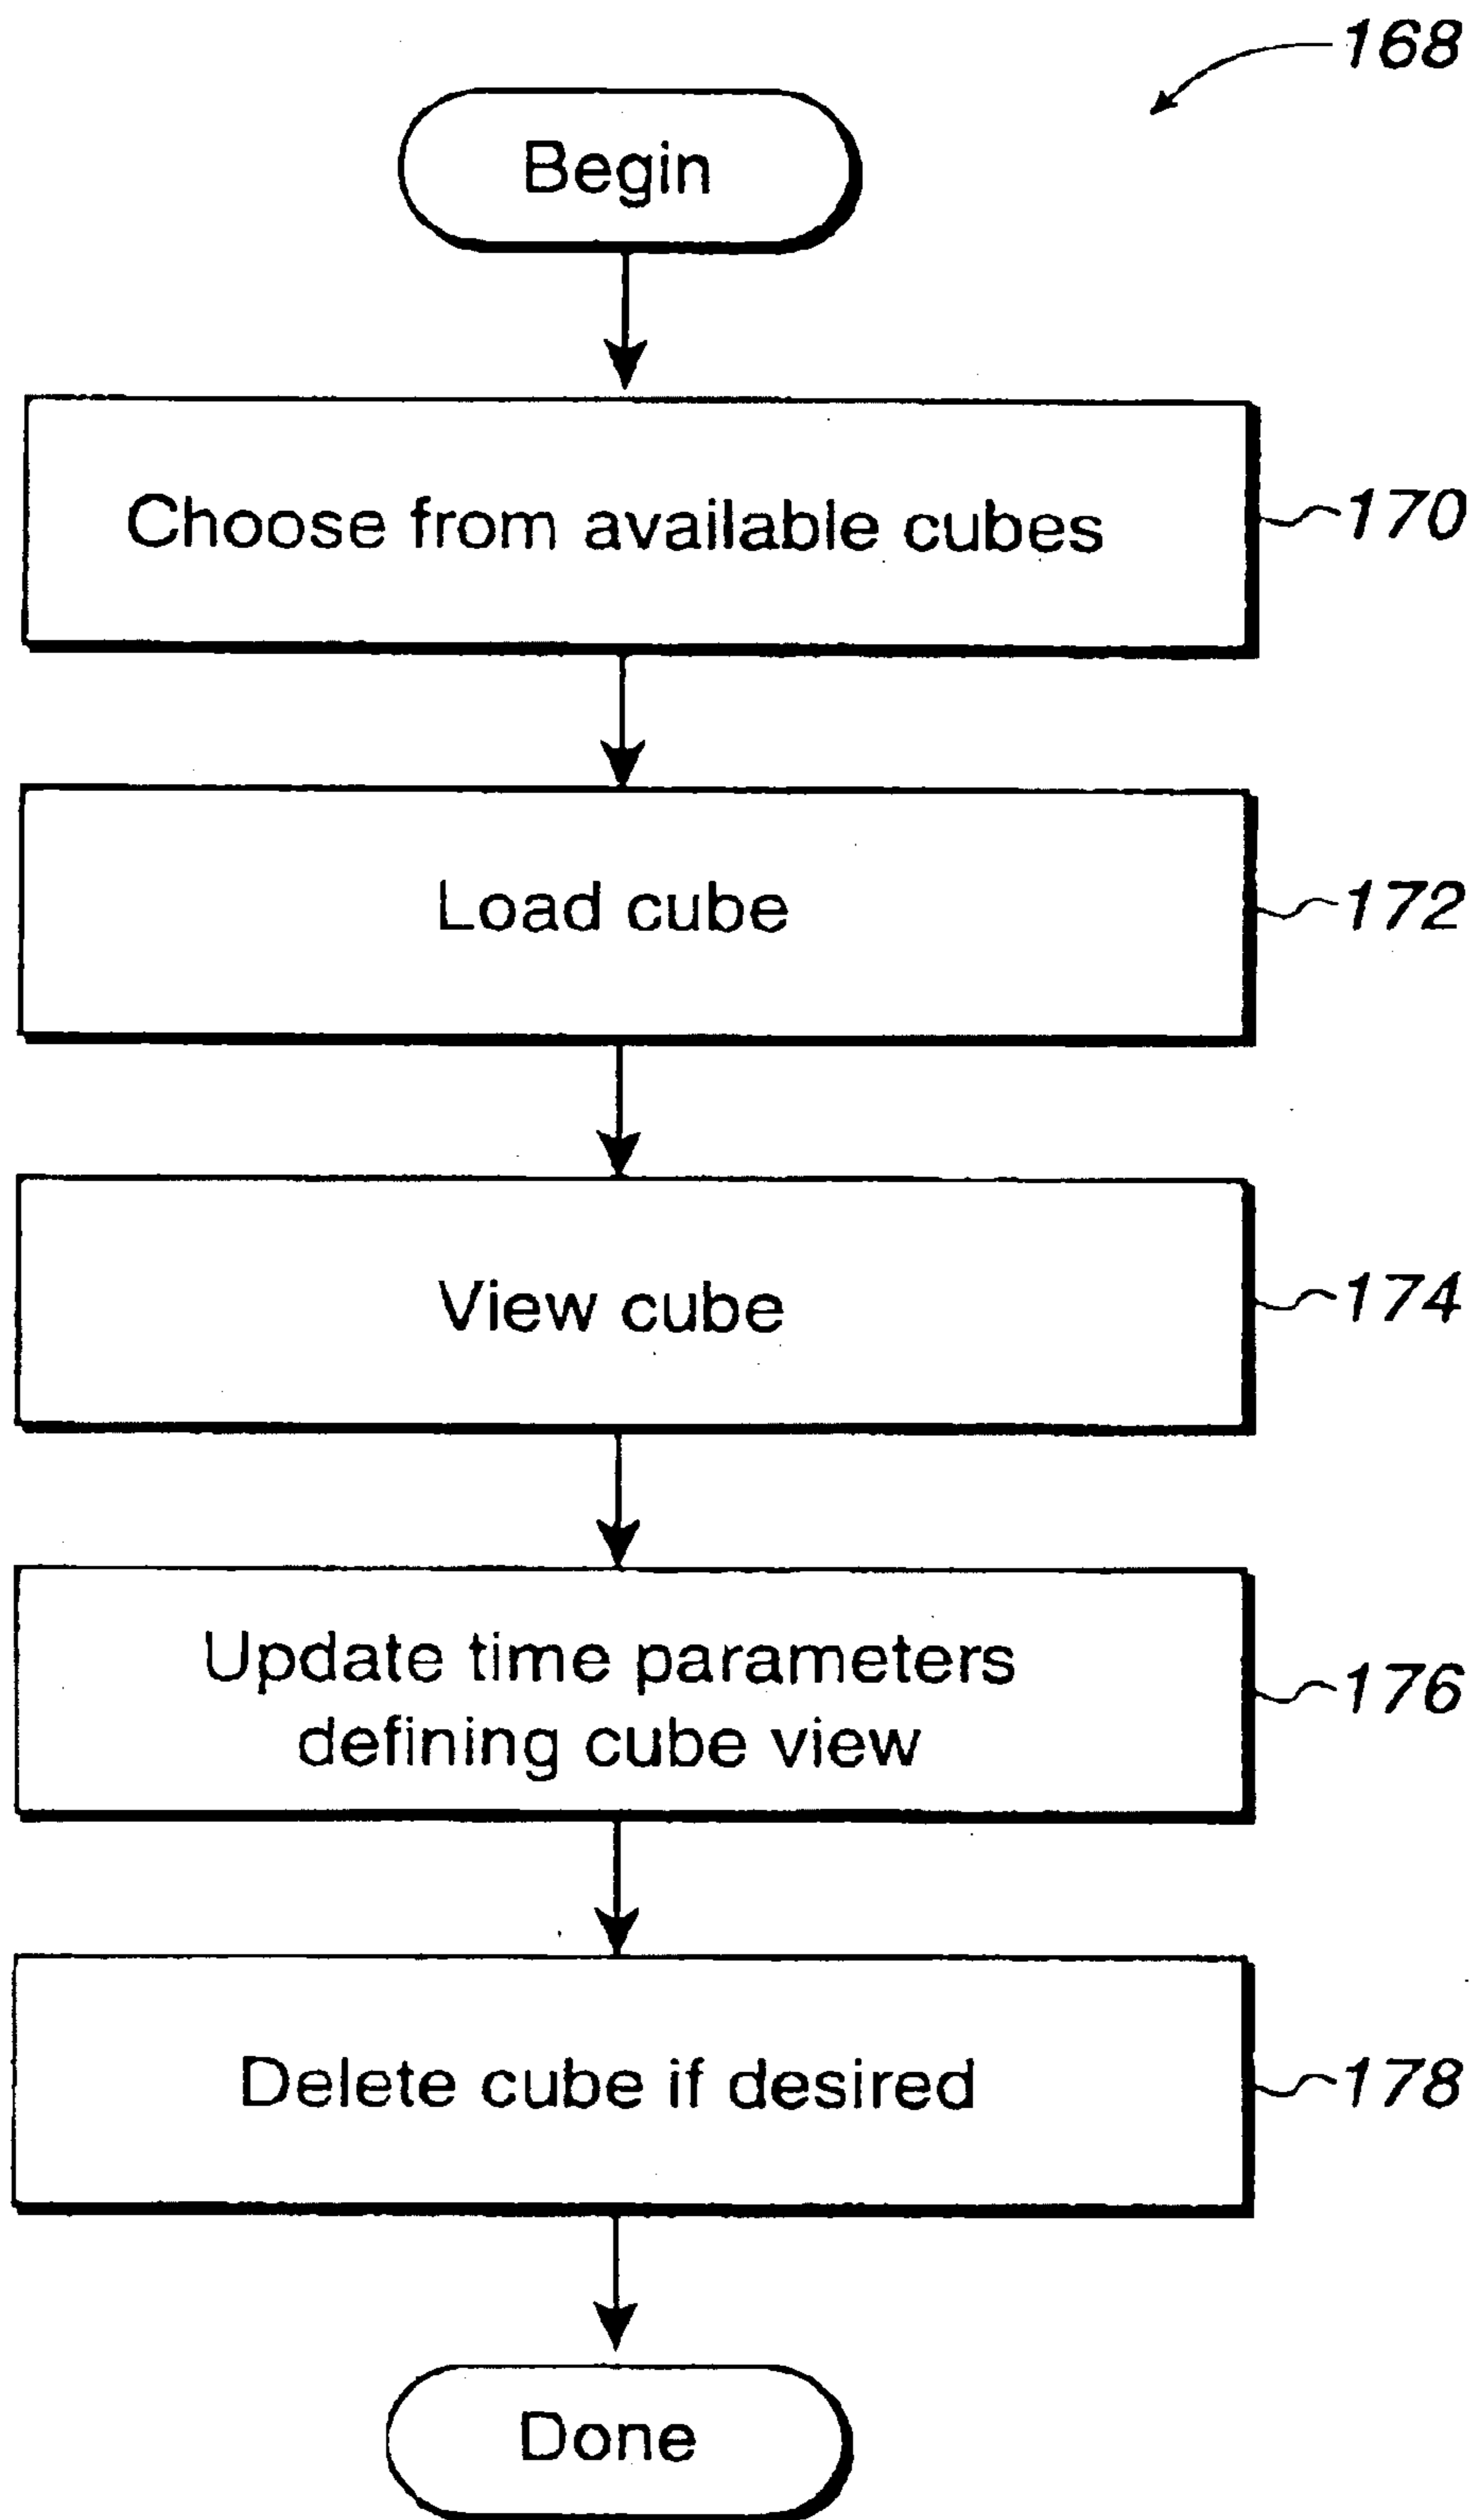 168
Begin
Choose from available cubes
170
Load cube
172
View cube
174
Update time parameters
defining cube view
176
Delete cube if desired
178
Done